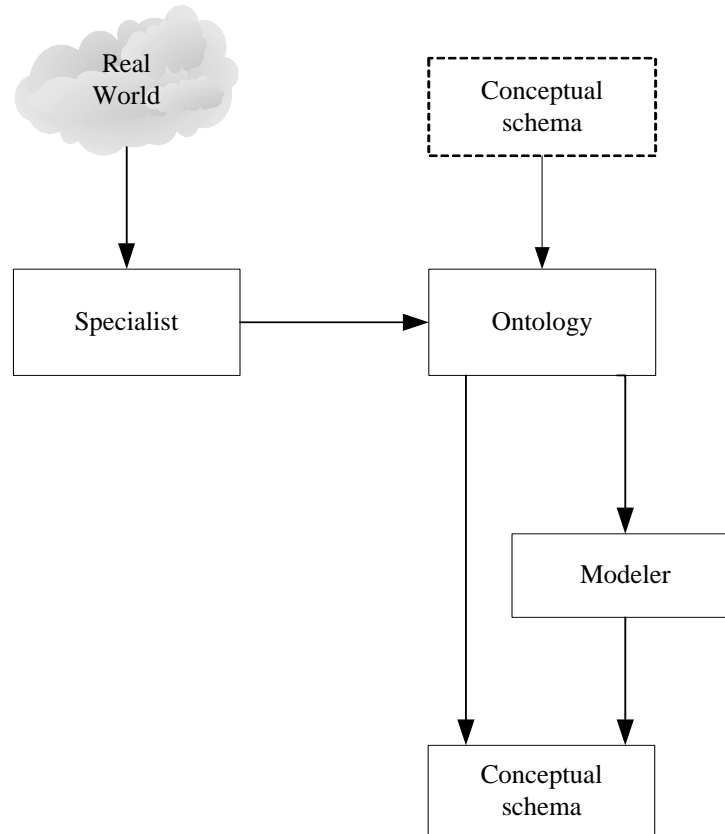 Real
World
Conceptual
schema
Specialist
Ontology
Modeler
Conceptual
schema